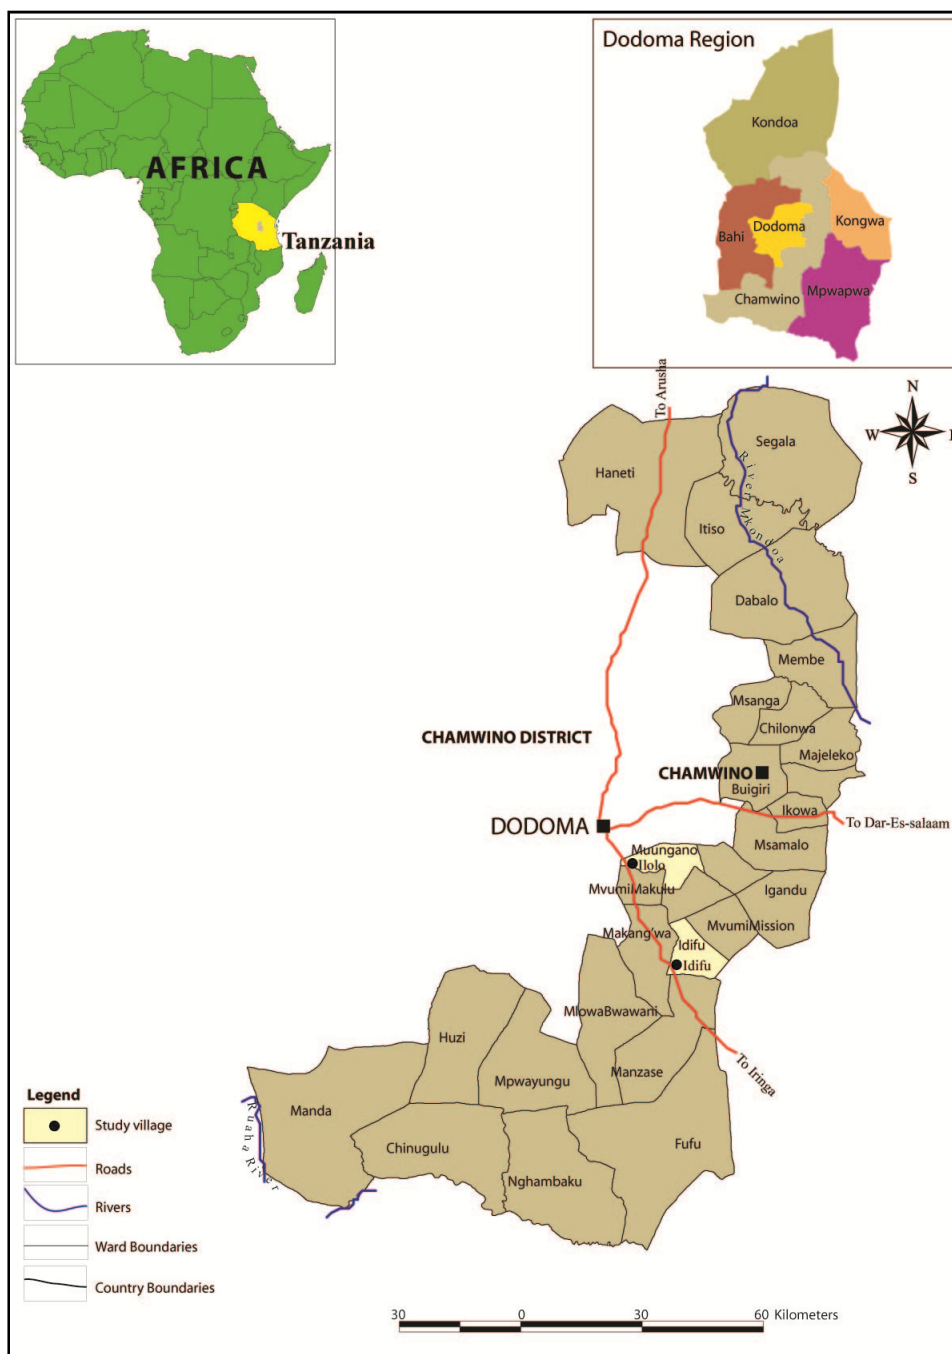 AFRICA
Tanzania
Dodoma Region
Kondoa
Kongwa
Dodoma
Bahi
Mpwapwa
Chamwino
N
W
S
To Arusha
Segala
Haneti
River Mkondoa
Itiso
Dabalo
Membe
Msanga
Chilonwa
CHAMWINO DISTRICT
Majeleko
CHAMWINO
Buigiri
Ikowa
DODOMA
To Dar-Es-salaam
Msamalo
Muungano
Ilolo
MvumiMakulu
Igandu
MvumiMission
Makang'wa
Idifu
Idifu
MlowaBwawani
Huzi
Manzase
To Iringa
Mpwayungu
Manda
Ruaha River
Chinugulu
Fufu
Nghambaku
Legend
Study village
Roads
Rivers
Ward Boundaries
Country Boundaries
30 0 30 60 Kilometers